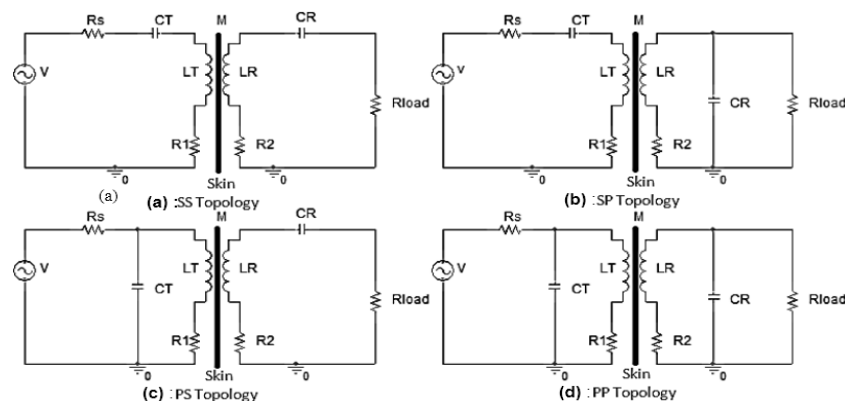 Rs CT M CR
V LT LR Rload
R1 R2
0 Skin 0
(a) (a) :SS Topology
Rs CT M
V LT LR CR Rload
R1 R2
0 Skin 0
(b) :SP Topology
Rs M CR
V CT LT LR Rload
R1 R2
0 Skin 0
(c) :PS Topology
Rs M
V CT LT LR CR Rload
R1 R2
0 Skin 0
(d) :PP Topology